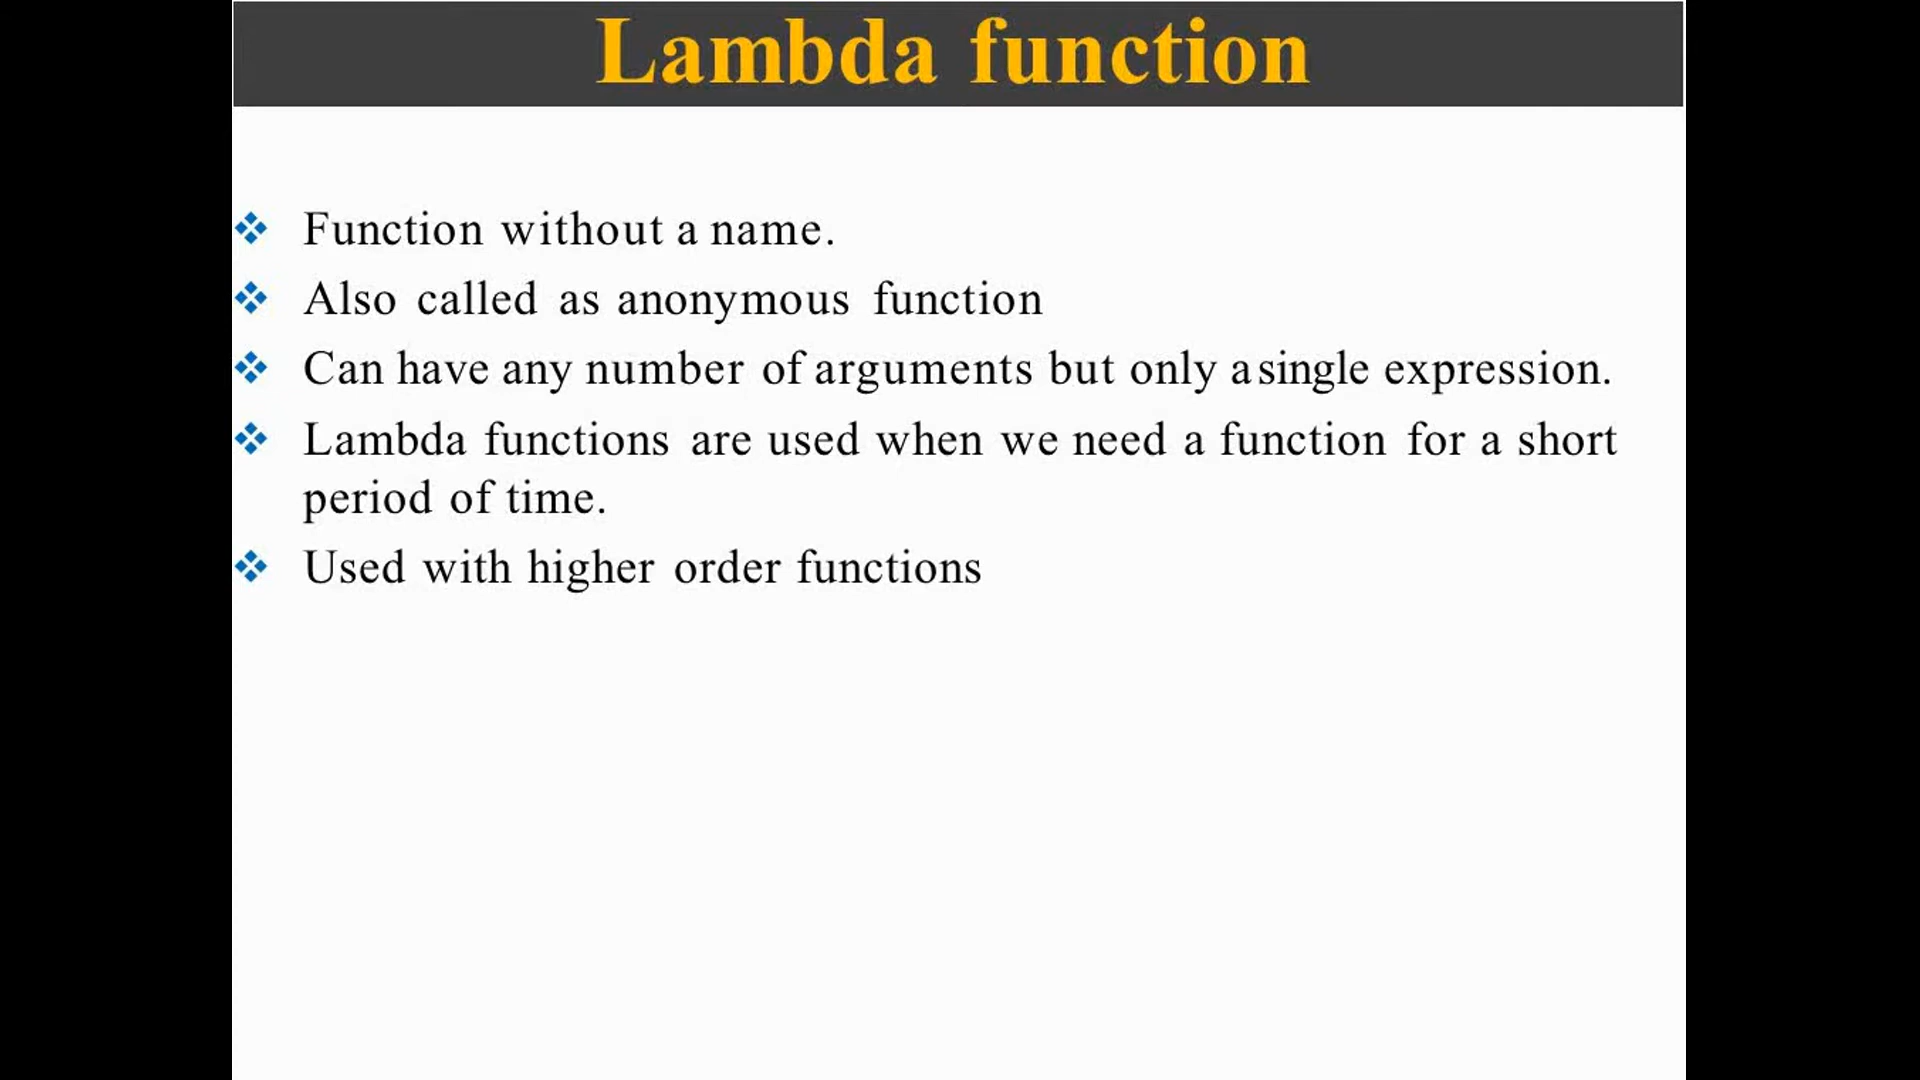 Lambda function
Function without a name.
Also called as anonymous function
Can have any number of arguments but only a single expression.
Lambda functions are used when we need a function for a short
period of time.
Used with higher order functions